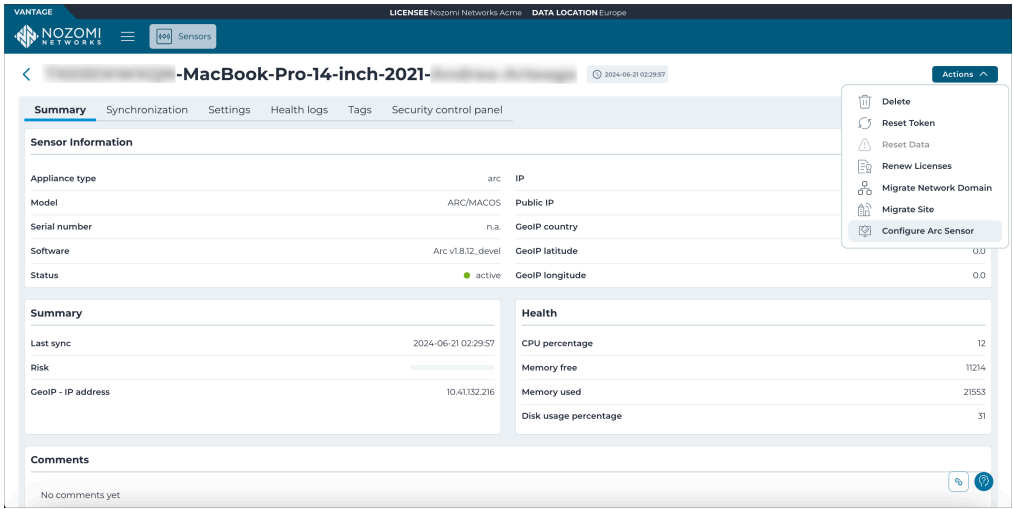 VANTAGE
LICENSEE Nozomi Networks Acme DATA LOCATION Europe
NOZOMI
NETWORKS
Sensors
-MacBook-Pro-14-inch-2021-
2024-06-21 02:29:57
Actions
Delete
Reset Token
Reset Data
Renew Licenses
Migrate Network Domain
Migrate Site
Configure Arc Sensor
Summary Synchronization Settings Health logs Tags Security control panel
Sensor Information
Appliance type arc
Model ARC/MACOS
Serial number n.a.
Software Arc v1.8.12_devel
Status active
IP
Public IP
GeoIP country
GeoIP latitude 0.0
GeoIP longitude 0.0
Summary
Last sync 2024-06-21 02:29:57
Risk
GeoIP - IP address 10.41.132.216
Health
CPU percentage 12
Memory free 11214
Memory used 21553
Disk usage percentage 31
Comments
No comments yet